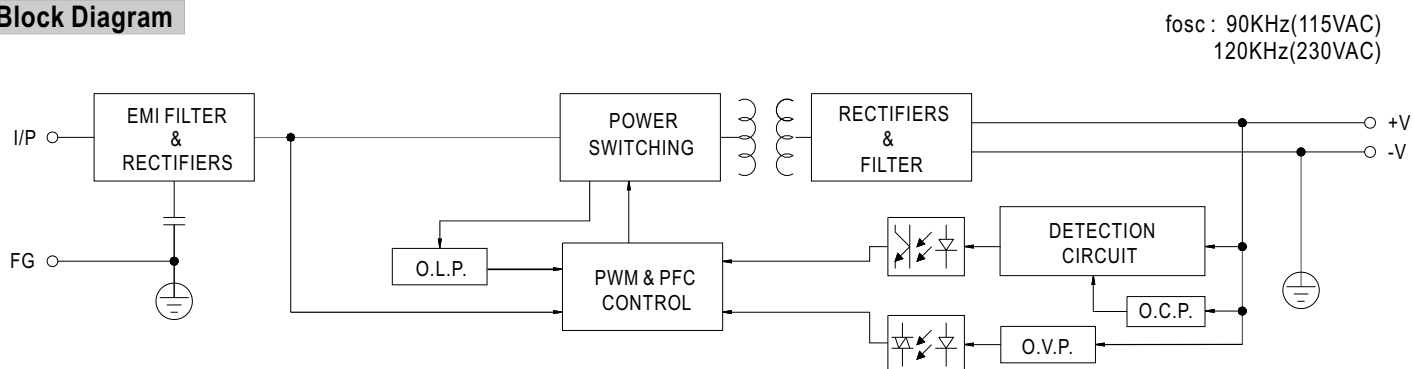 Block Diagram
fosc : 90KHz(115VAC)
120KHz(230VAC)
I/P
EMI FILTER
&
RECTIFIERS
POWER
SWITCHING
RECTIFIERS
&
FILTER
+V
-V
FG
O.L.P.
PWM & PFC
CONTROL
DETECTION
CIRCUIT
O.C.P.
O.V.P.